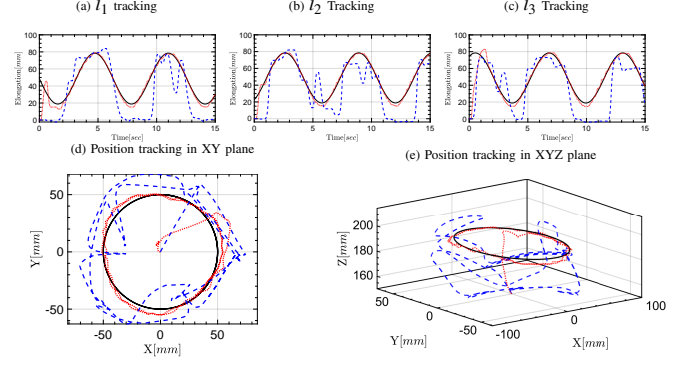 (a) l₁ tracking (b) l₂ Tracking (c) l₃ Tracking
100 100 100
80 80 80
60 60 60
40 40 40
20 20 20
0 0 0
Elongation[mm] Elongation[mm] Elongation[mm]
0 5 10 15 0 5 10 15 0 5 10 15
Time[sec] Time[sec] Time[sec]
(d) Position tracking in XY plane
50
0
-50
Y[mm]
-50 0 50
X[mm]
(e) Position tracking in XYZ plane
200
180
160
Z[mm]
50
0
-50
Y[mm]
-100 0 100
X[mm]